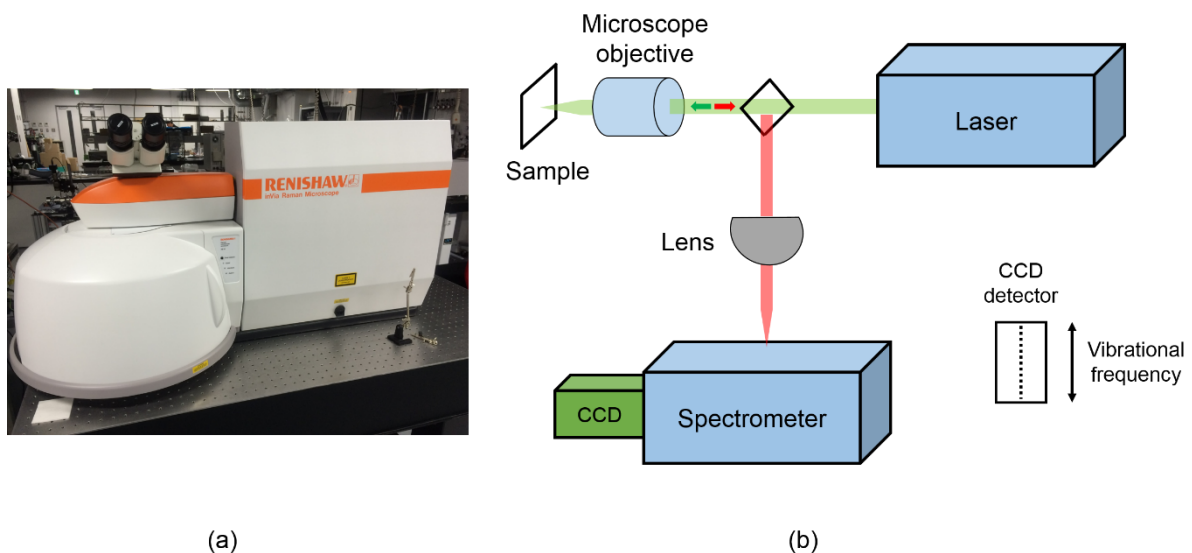 RENISHAW
inVia Raman Microscope
(a)
Microscope
objective
Sample
Laser
Lens
CCD
detector
Vibrational
frequency
CCD
Spectrometer
(b)